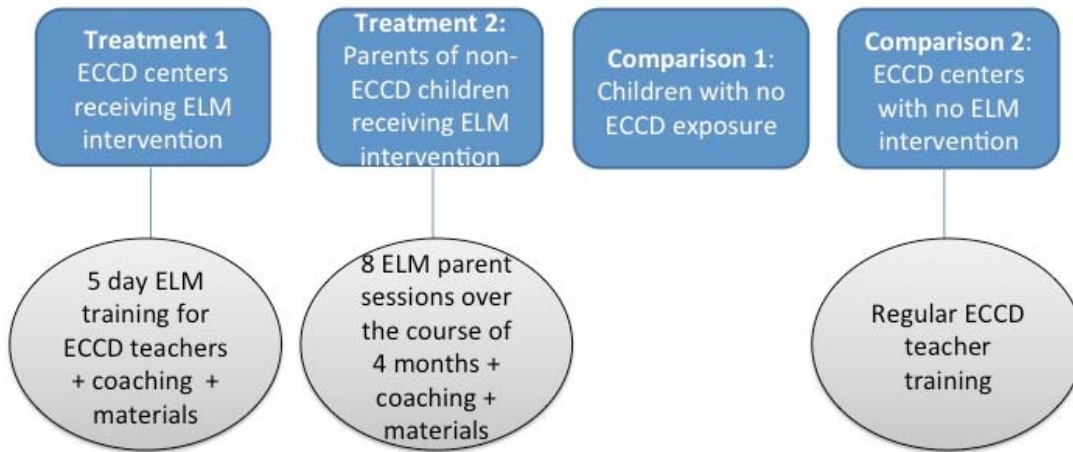 Treatment 1
ECCD centers
receiving ELM
intervention
Treatment 2:
Parents of non-
ECCD children
receiving ELM
intervention
Comparison 1:
Children with no
ECCD exposure
Comparison 2:
ECCD centers
with no ELM
intervention
5 day ELM
training for
ECCD teachers
+ coaching +
materials
8 ELM parent
sessions over
the course of
4 months +
coaching +
materials
Regular ECCD
teacher
training